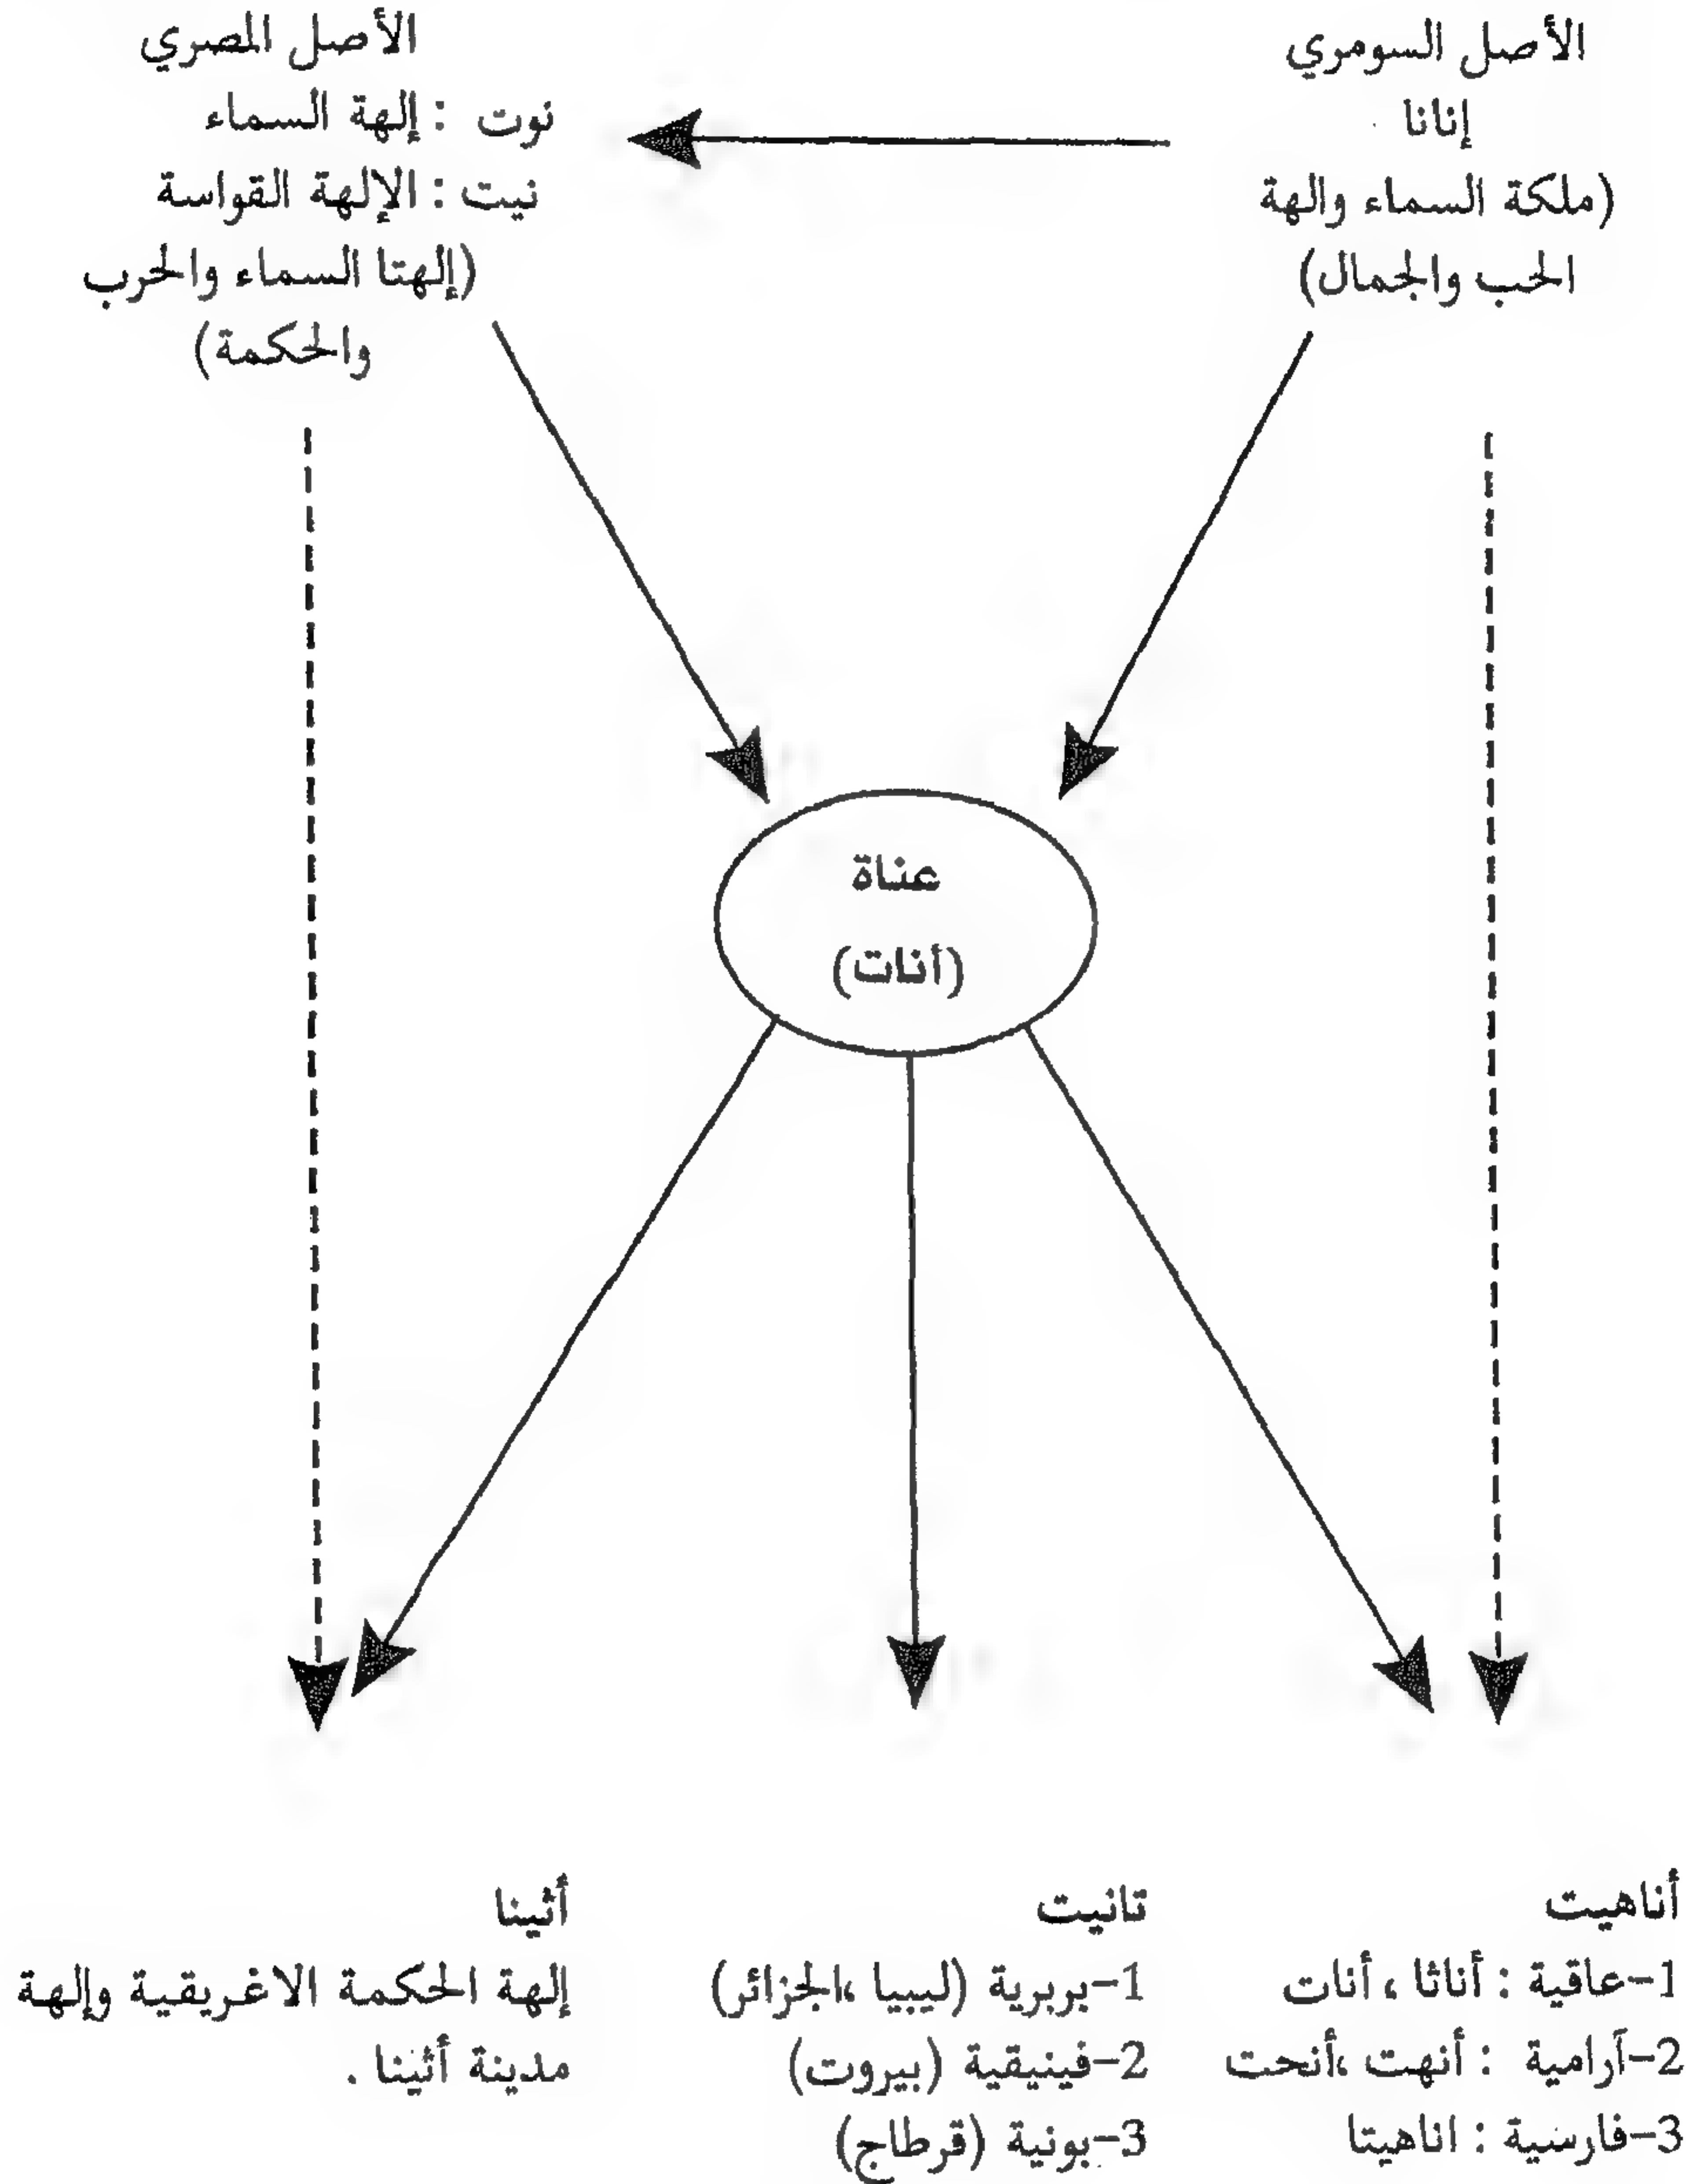 الأصل السومري
إنانا
(ملكة السماء والهة
الحب والجمال)
الأصل المصري
نوت : إلهة السماء
نيت : الإلهة القواسة
(إلهتا السماء والحرب
والحكمة)
عناة
(أنات)
أناهيت
1-عاقية : أناثا ، أنات
2-آرامية : أنهت ،أنحت
3-فارسية : اناهيتا
تانيت
1-بربرية (ليبيا ،الجزائر)
2-فينيقية (بيروت)
3-بونية (قرطاج)
أثينا
إلهة الحكمة الاغريقية وإلهة
مدينة أثينا .